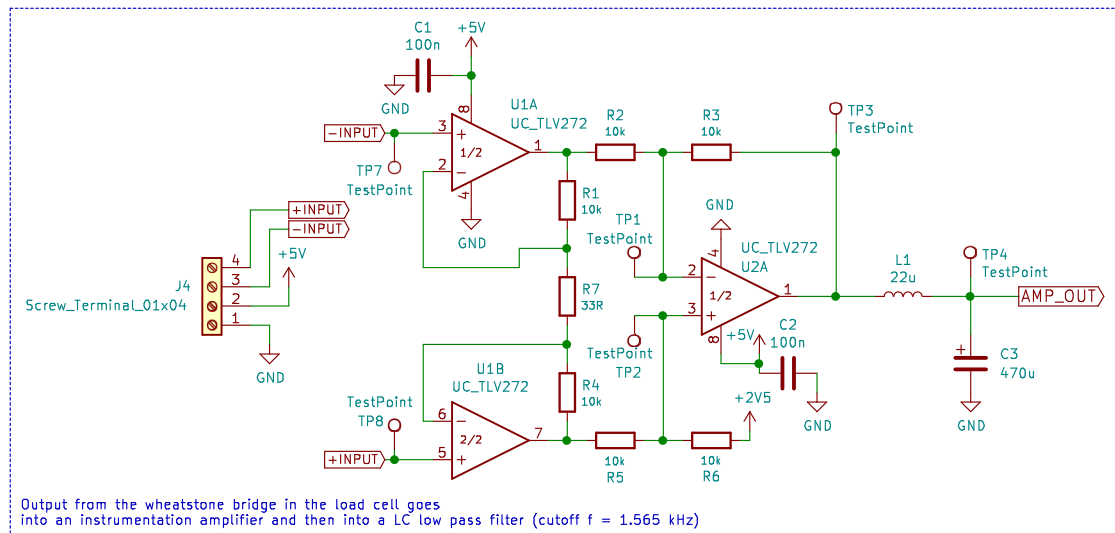 C1
100n
+5V
GND
U1A
UC_TLV272
8
3
+
1/2
2
−
1
4
GND
-INPUT
TP7
TestPoint
R2
10k
R3
10k
TP3
TestPoint
R1
10k
+INPUT
-INPUT
+5V
J4
Screw_Terminal_01x04
4
3
2
1
GND
R7
33R
TP1
TestPoint
GND
4
UC_TLV272
U2A
2
−
1/2
3
+
1
8
TestPoint
TP2
+5V
C2
100n
GND
L1
22u
TP4
TestPoint
AMP_OUT
+
C3
470u
GND
U1B
UC_TLV272
R4
10k
6
−
2/2
5
+
7
TestPoint
TP8
+INPUT
+2V5
10k
R5
10k
R6
Output from the wheatstone bridge in the load cell goes
into an instrumentation amplifier and then into a LC low pass filter (cutoff f = 1.565 kHz)